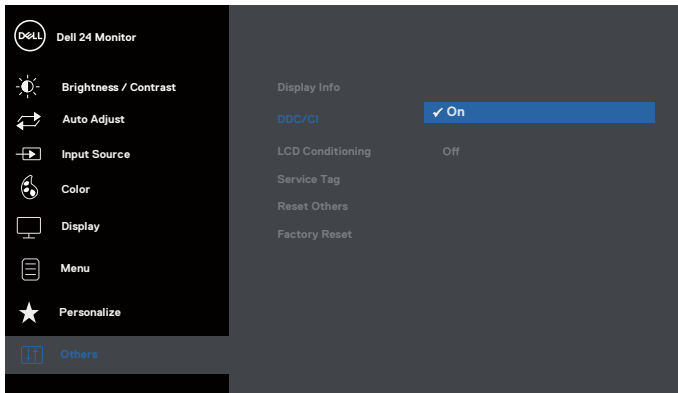 DELL
Dell 24 Monitor
Brightness / Contrast
Auto Adjust
Input Source
Color
Display
Menu
Personalize
Others
Display Info
DDC/CI
LCD Conditioning
Service Tag
Reset Others
Factory Reset
On
Off